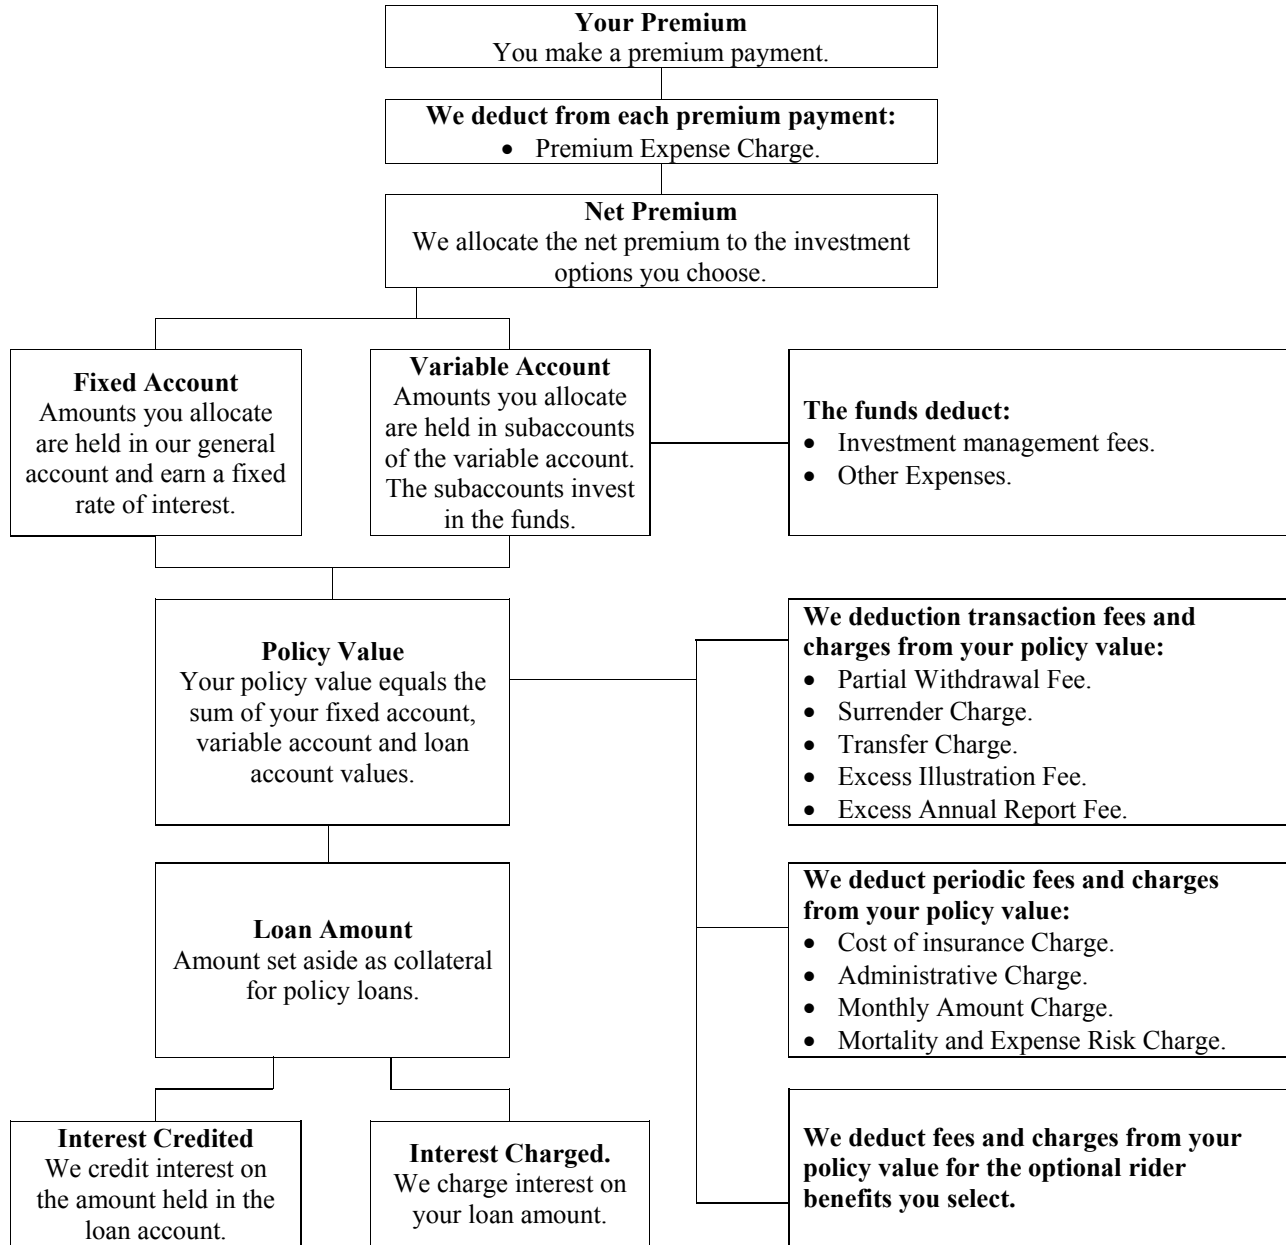 Your Premium
You make a premium payment.
We deduct from each premium payment:
• Premium Expense Charge.
Net Premium
We allocate the net premium to the investment
options you choose.
Fixed Account
Amounts you allocate
are held in our general
account and earn a fixed
rate of interest.
Variable Account
Amounts you allocate
are held in subaccounts
of the variable account.
The subaccounts invest
in the funds.
The funds deduct:
• Investment management fees.
• Other Expenses.
Policy Value
Your policy value equals the
sum of your fixed account,
variable account and loan
account values.
We deduction transaction fees and
charges from your policy value:
• Partial Withdrawal Fee.
• Surrender Charge.
• Transfer Charge.
• Excess Illustration Fee.
• Excess Annual Report Fee.
Loan Amount
Amount set aside as collateral
for policy loans.
We deduct periodic fees and charges
from your policy value:
• Cost of insurance Charge.
• Administrative Charge.
• Monthly Amount Charge.
• Mortality and Expense Risk Charge.
Interest Credited
We credit interest on
the amount held in the
loan account.
Interest Charged.
We charge interest on
your loan amount.
We deduct fees and charges from your
policy value for the optional rider
benefits you select.